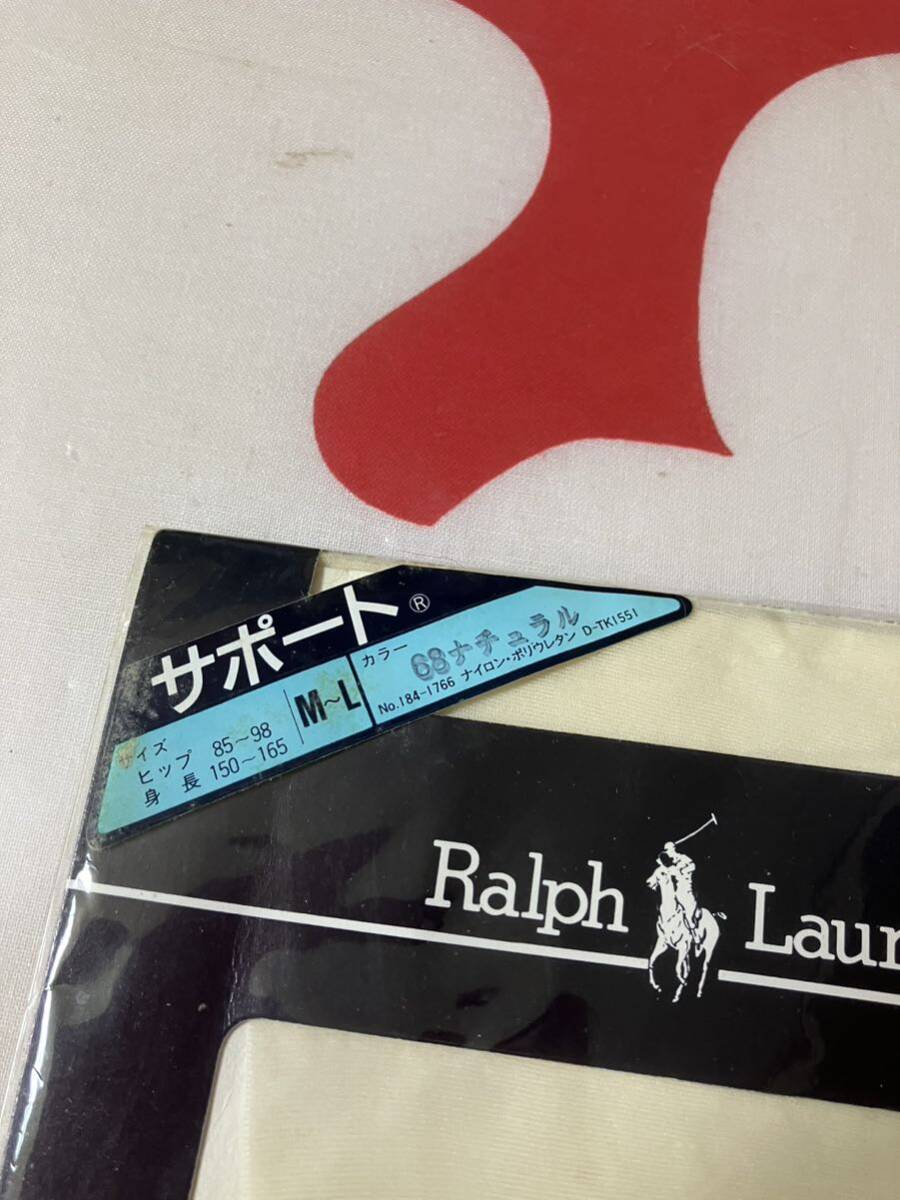 サポート®
サイズ
ヒップ 85~98
身長 150~165
M~L
カラー
68ナチュラル
No.184-1766 ナイロン・ポリウレタン D-TK1551
Ralph Laur